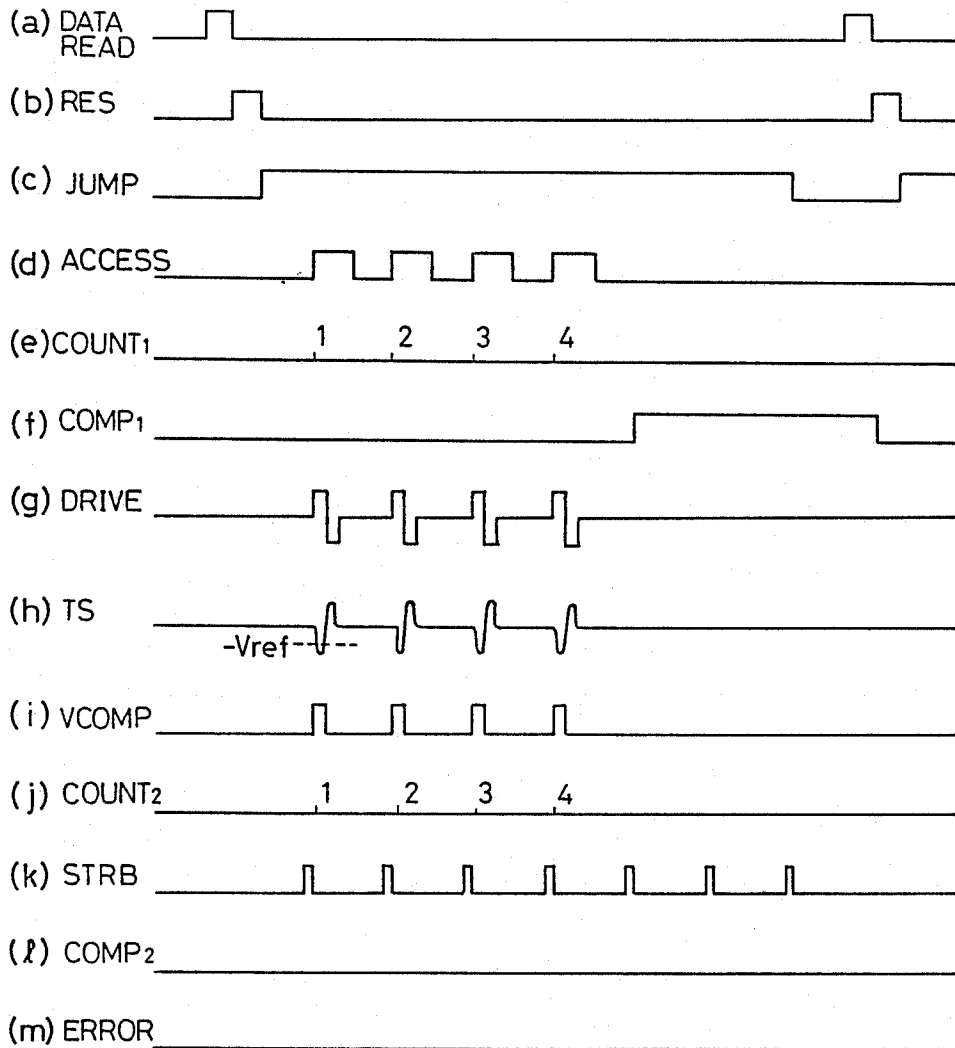 (a) DATA
READ
(b) RES
(c) JUMP
(d) ACCESS
1 2 3 4
(e) COUNT1
(f) COMP1
(g) DRIVE
(h) TS
-Vref
(i) VCOMP
1 2 3 4
(j) COUNT2
(k) STRB
(ℓ) COMP2
(m) ERROR